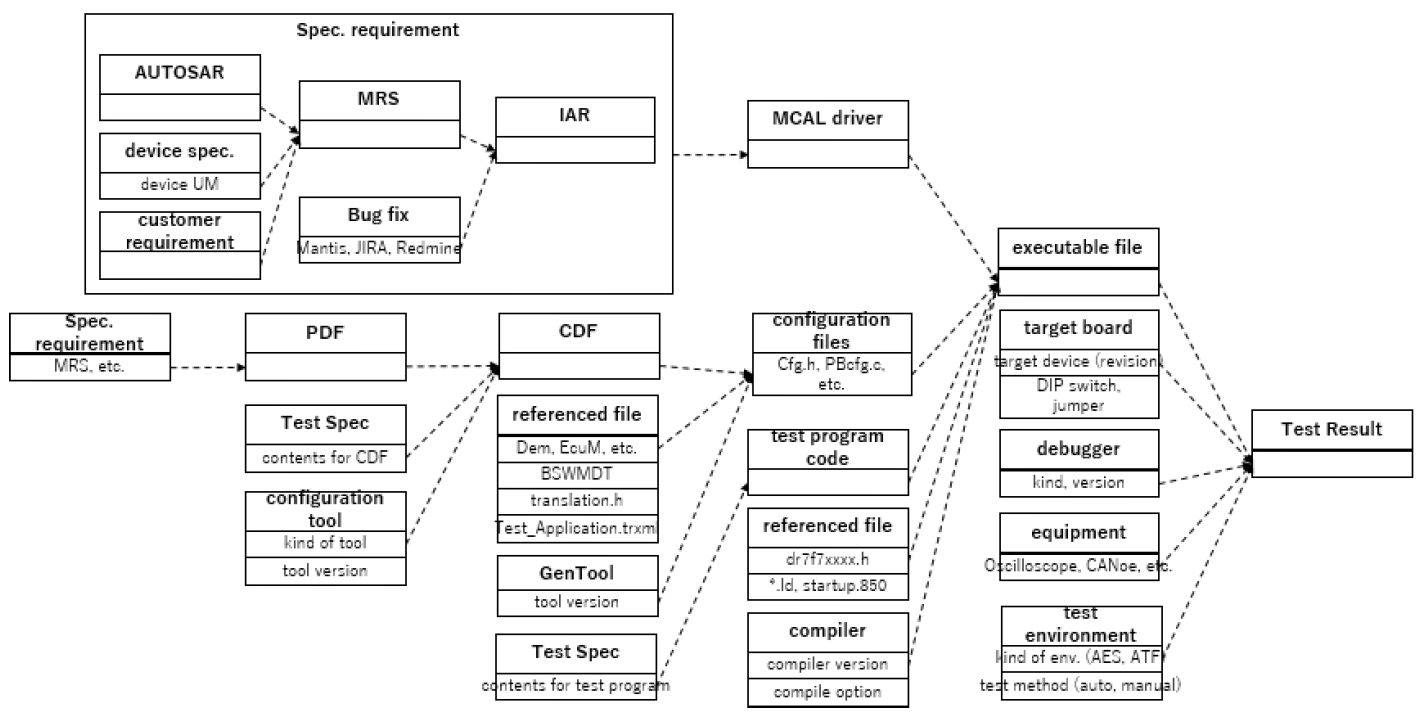 Spec. requirement
AUTOSAR
device spec.
device UM
customer
requirement
MRS
Bug fix
Mantis, JIRA, Redmine
IAR
MCAL driver
Spec.
requirement
MRS, etc.
PDF
Test Spec
contents for CDF
configuration
tool
kind of tool
tool version
CDF
referenced file
Dem, EcuM, etc.
BSWMDT
translation.h
Test_Application.trxml
GenTool
tool version
Test Spec
contents for test program
configuration
files
Cfg.h, PBcfg.c,
etc.
test program
code
referenced file
dr7f7xxxx.h
*.ld, startup.850
compiler
compiler version
compile option
executable file
target board
target device (revision)
DIP switch,
jumper
debugger
kind, version
equipment
Oscilloscope, CANoe, etc.
test
environment
kind of env. (AES, ATF)
test method (auto, manual)
Test Result